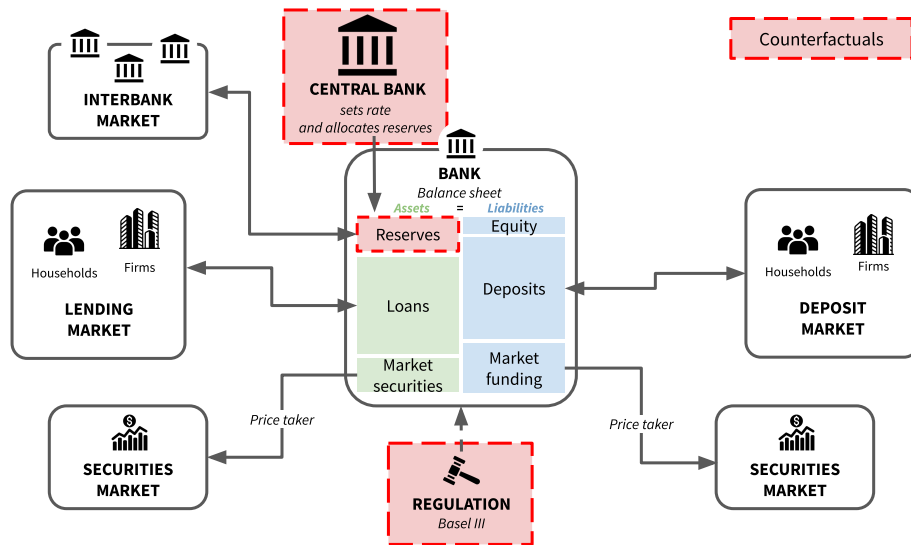 Counterfactuals
CENTRAL BANK
sets rate
and allocates reserves
INTERBANK
MARKET
BANK
Balance sheet
Assets = Liabilities
Reserves
Equity
Loans
Deposits
Market
securities
Market
funding
Households
Firms
LENDING
MARKET
Households
Firms
DEPOSIT
MARKET
Price taker
Price taker
$
SECURITIES
MARKET
$
SECURITIES
MARKET
REGULATION
Basel III